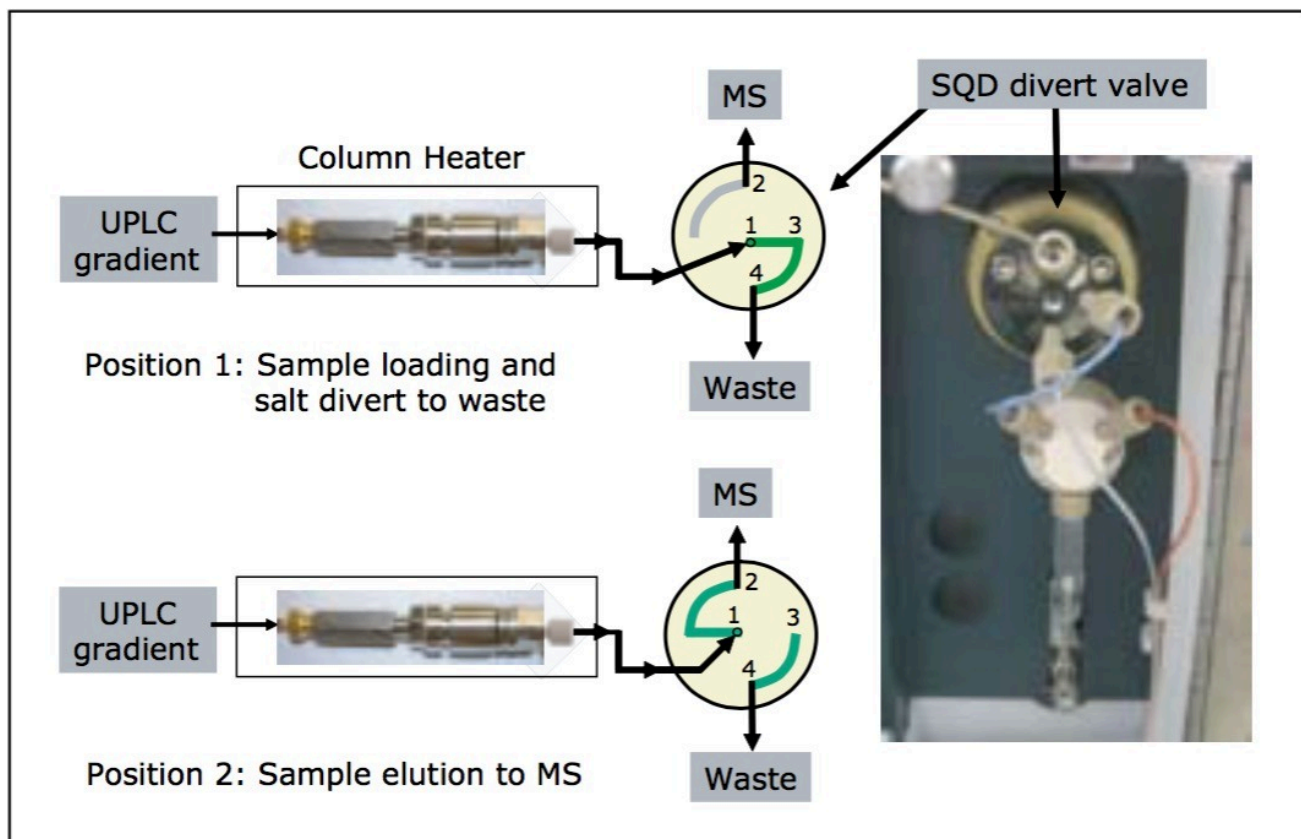 MS
SQD divert valve
Column Heater
UPLC
gradient
2
1 3
4
Position 1: Sample loading and
salt divert to waste
Waste
MS
UPLC
gradient
2
1 3
4
Position 2: Sample elution to MS
Waste